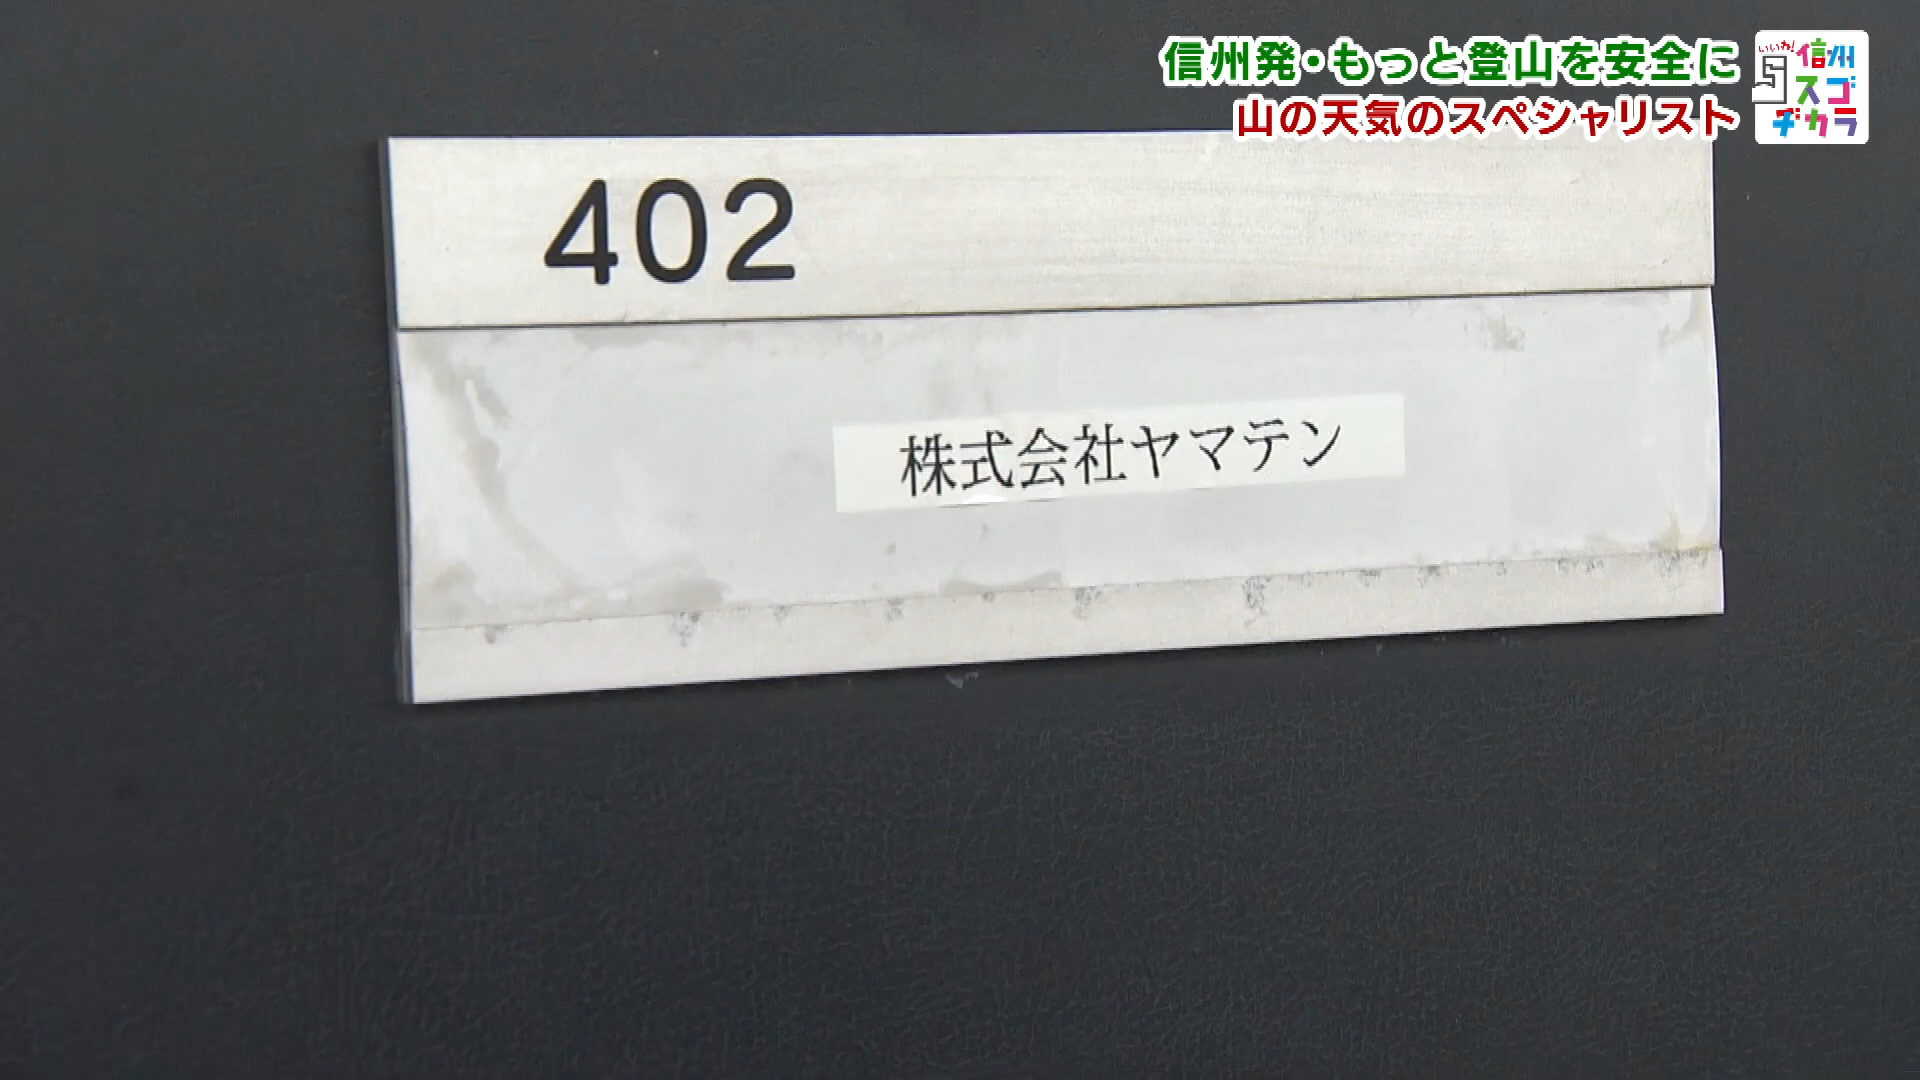 信州発・もっと登山を安全に
山の天気のスペシャリスト
いいね!
信州
スゴ
ヂカラ
402
株式会社ヤマテン